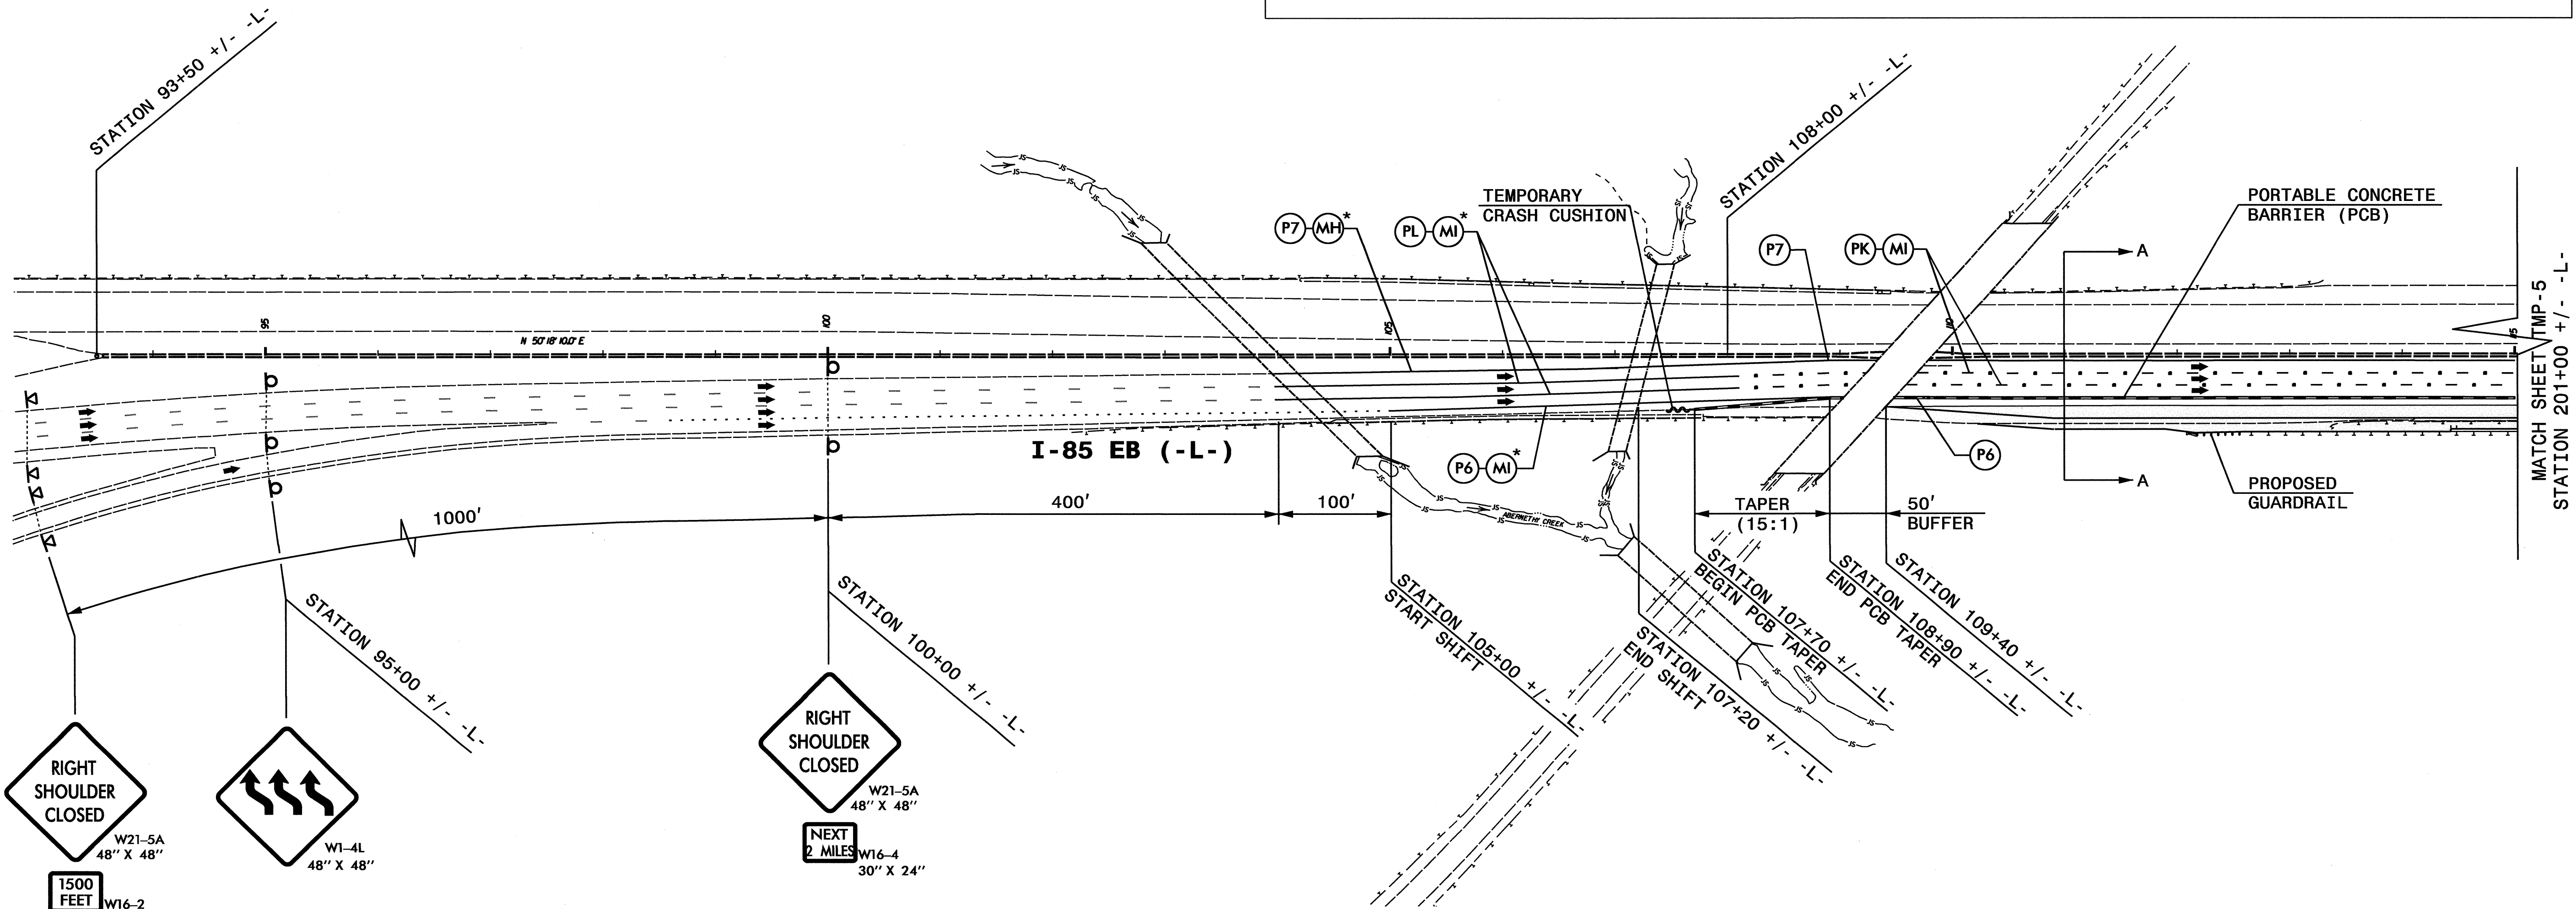 STATION 93+50 +/- -L-
STATION 108+00 +/- -L-
TEMPORARY
CRASH CUSHION
PORTABLE CONCRETE
BARRIER (PCB)
P7 MH*
PL MI*
P7
PK MI
A
95
100
105
110
15
N 50° 18' 10.0" E
MATCH SHEET TMP-5
STATION 201+00 +/- -L-
I-85 EB (-L-)
P6 MI*
P6
A
PROPOSED
GUARDRAIL
1000'
400'
100'
TAPER
(15:1)
50'
BUFFER
JS
ABERNETHY CREEK
STATION 95+00 +/- -L-
STATION 100+00 +/- -L-
STATION 105+00 +/- -L-
START SHIFT
STATION 107+20 +/- -L-
END SHIFT
STATION 107+70 +/- -L-
BEGIN PCB TAPER
STATION 108+90 +/- -L-
END PCB TAPER
STATION 109+40 +/- -L-
RIGHT
SHOULDER
CLOSED
W21-5A
48" X 48"
1500
FEET
W16-2
W1-4L
48" X 48"
RIGHT
SHOULDER
CLOSED
W21-5A
48" X 48"
NEXT
2 MILES
W16-4
30" X 24"